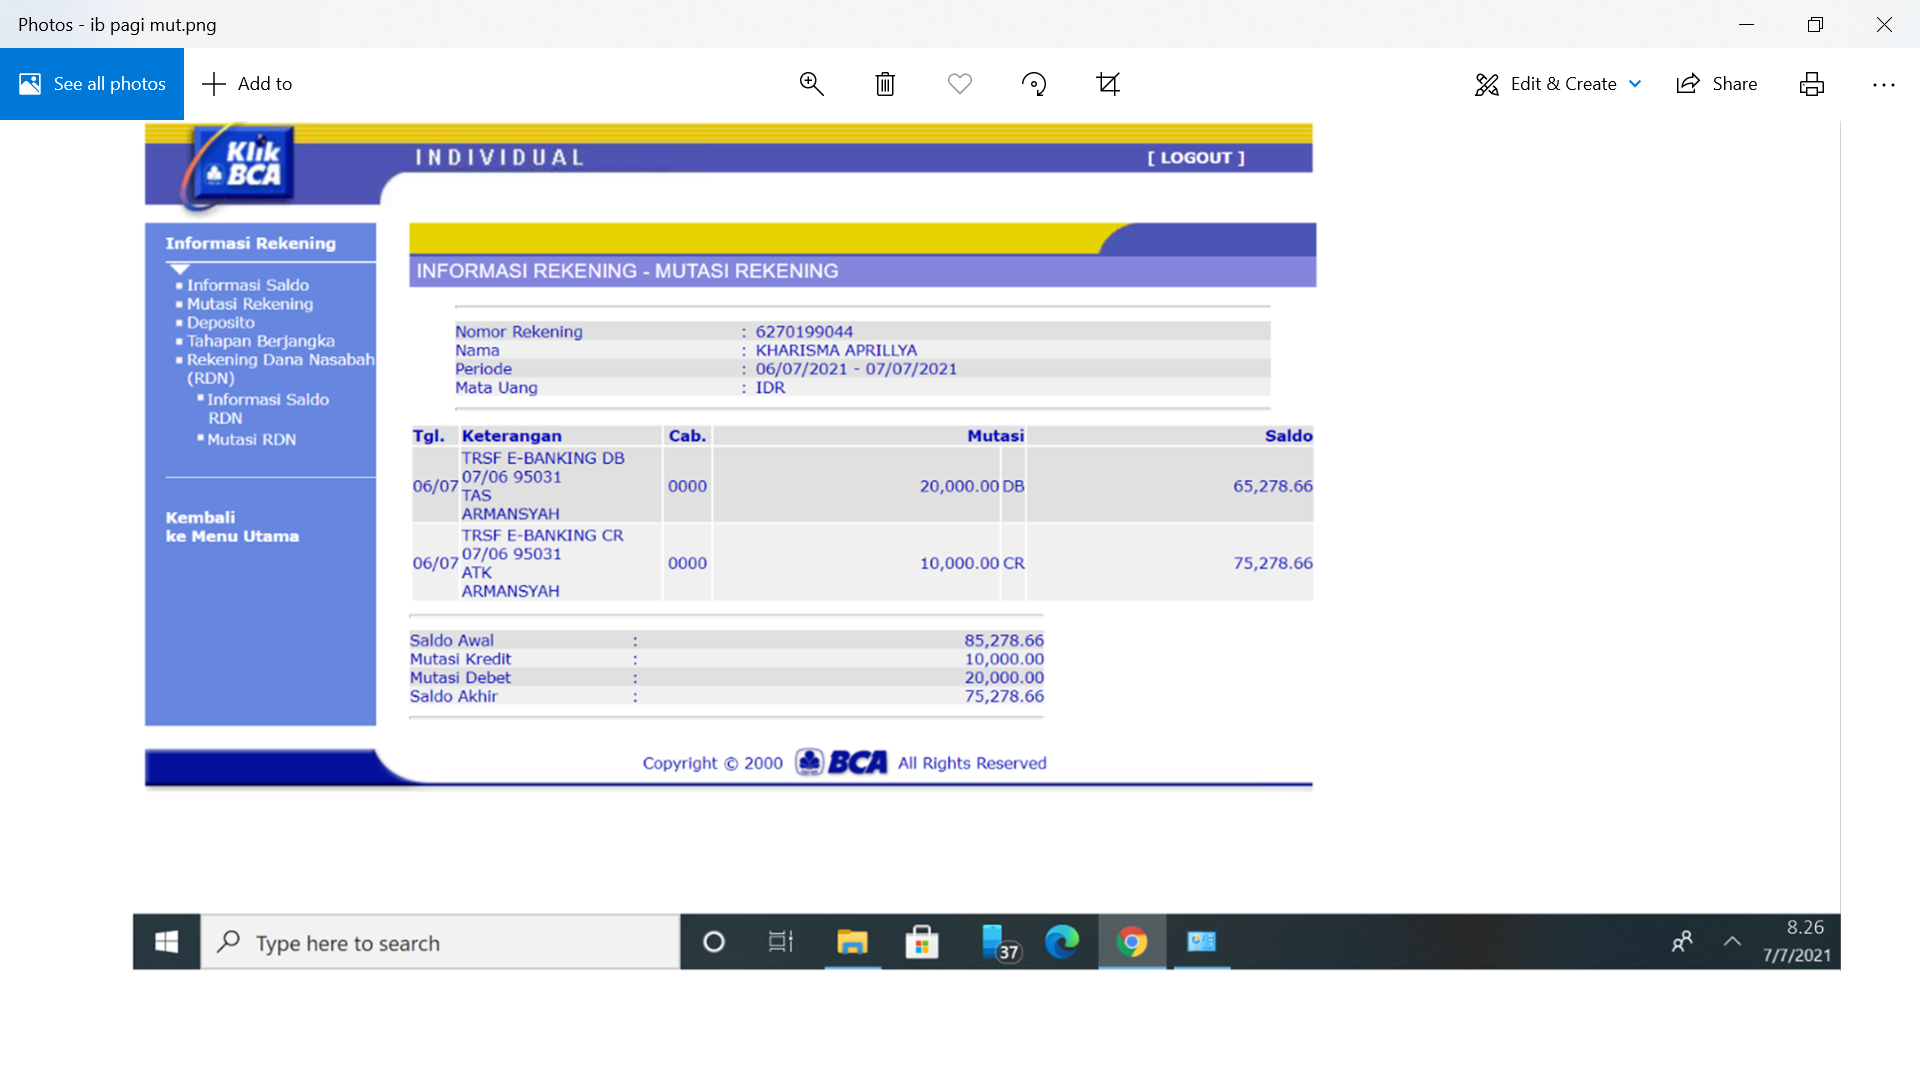 Photos - ib pagi mut.png
See all photos
Add to
Edit & Create
Share
Klik
BCA
INDIVIDUAL
[ LOGOUT ]
Informasi Rekening
Informasi Saldo
Mutasi Rekening
Deposito
Tahapan Berjangka
Rekening Dana Nasabah
(RDN)
Informasi Saldo
RDN
Mutasi RDN
Kembali
ke Menu Utama
INFORMASI REKENING - MUTASI REKENING
Nomor Rekening : 6270199044
Nama : KHARISMA APRILLYA
Periode : 06/07/2021 - 07/07/2021
Mata Uang : IDR
Tgl. Keterangan Cab. Mutasi Saldo
TRSF E-BANKING DB
06/07 07/06 95031 0000 20,000.00 DB 65,278.66
TAS
ARMANSYAH
TRSF E-BANKING CR
06/07 07/06 95031 0000 10,000.00 CR 75,278.66
ATK
ARMANSYAH
Saldo Awal : 85,278.66
Mutasi Kredit : 10,000.00
Mutasi Debet : 20,000.00
Saldo Akhir : 75,278.66
Copyright © 2000 BCA All Rights Reserved
Type here to search
37
8.26
7/7/2021